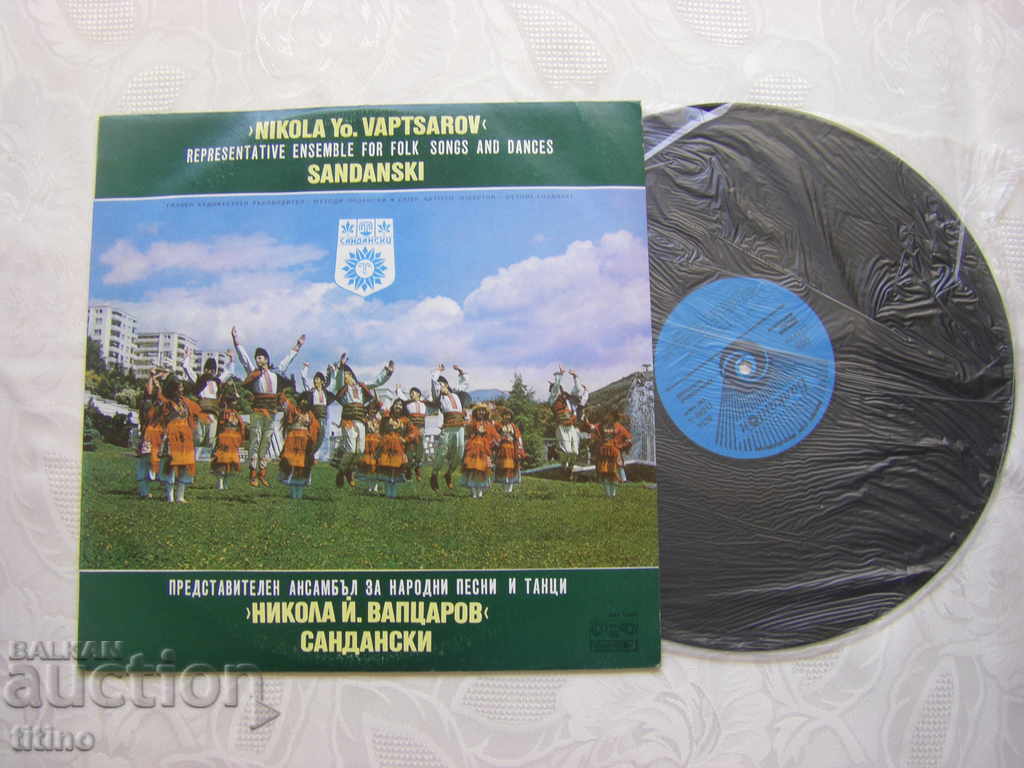 ›NIKOLA Yo. VAPTSAROV‹
REPRESENTATIVE ENSEMBLE FOR FOLK SONGS AND DANCES
SANDANSKI
САНДАНСКИ
ПРЕДСТАВИТЕЛЕН АНСАМБЪЛ ЗА НАРОДНИ ПЕСНИ И ТАНЦИ
›НИКОЛА Й. ВАПЦАРОВ‹
САНДАНСКИ
BALKAN
auction
titino